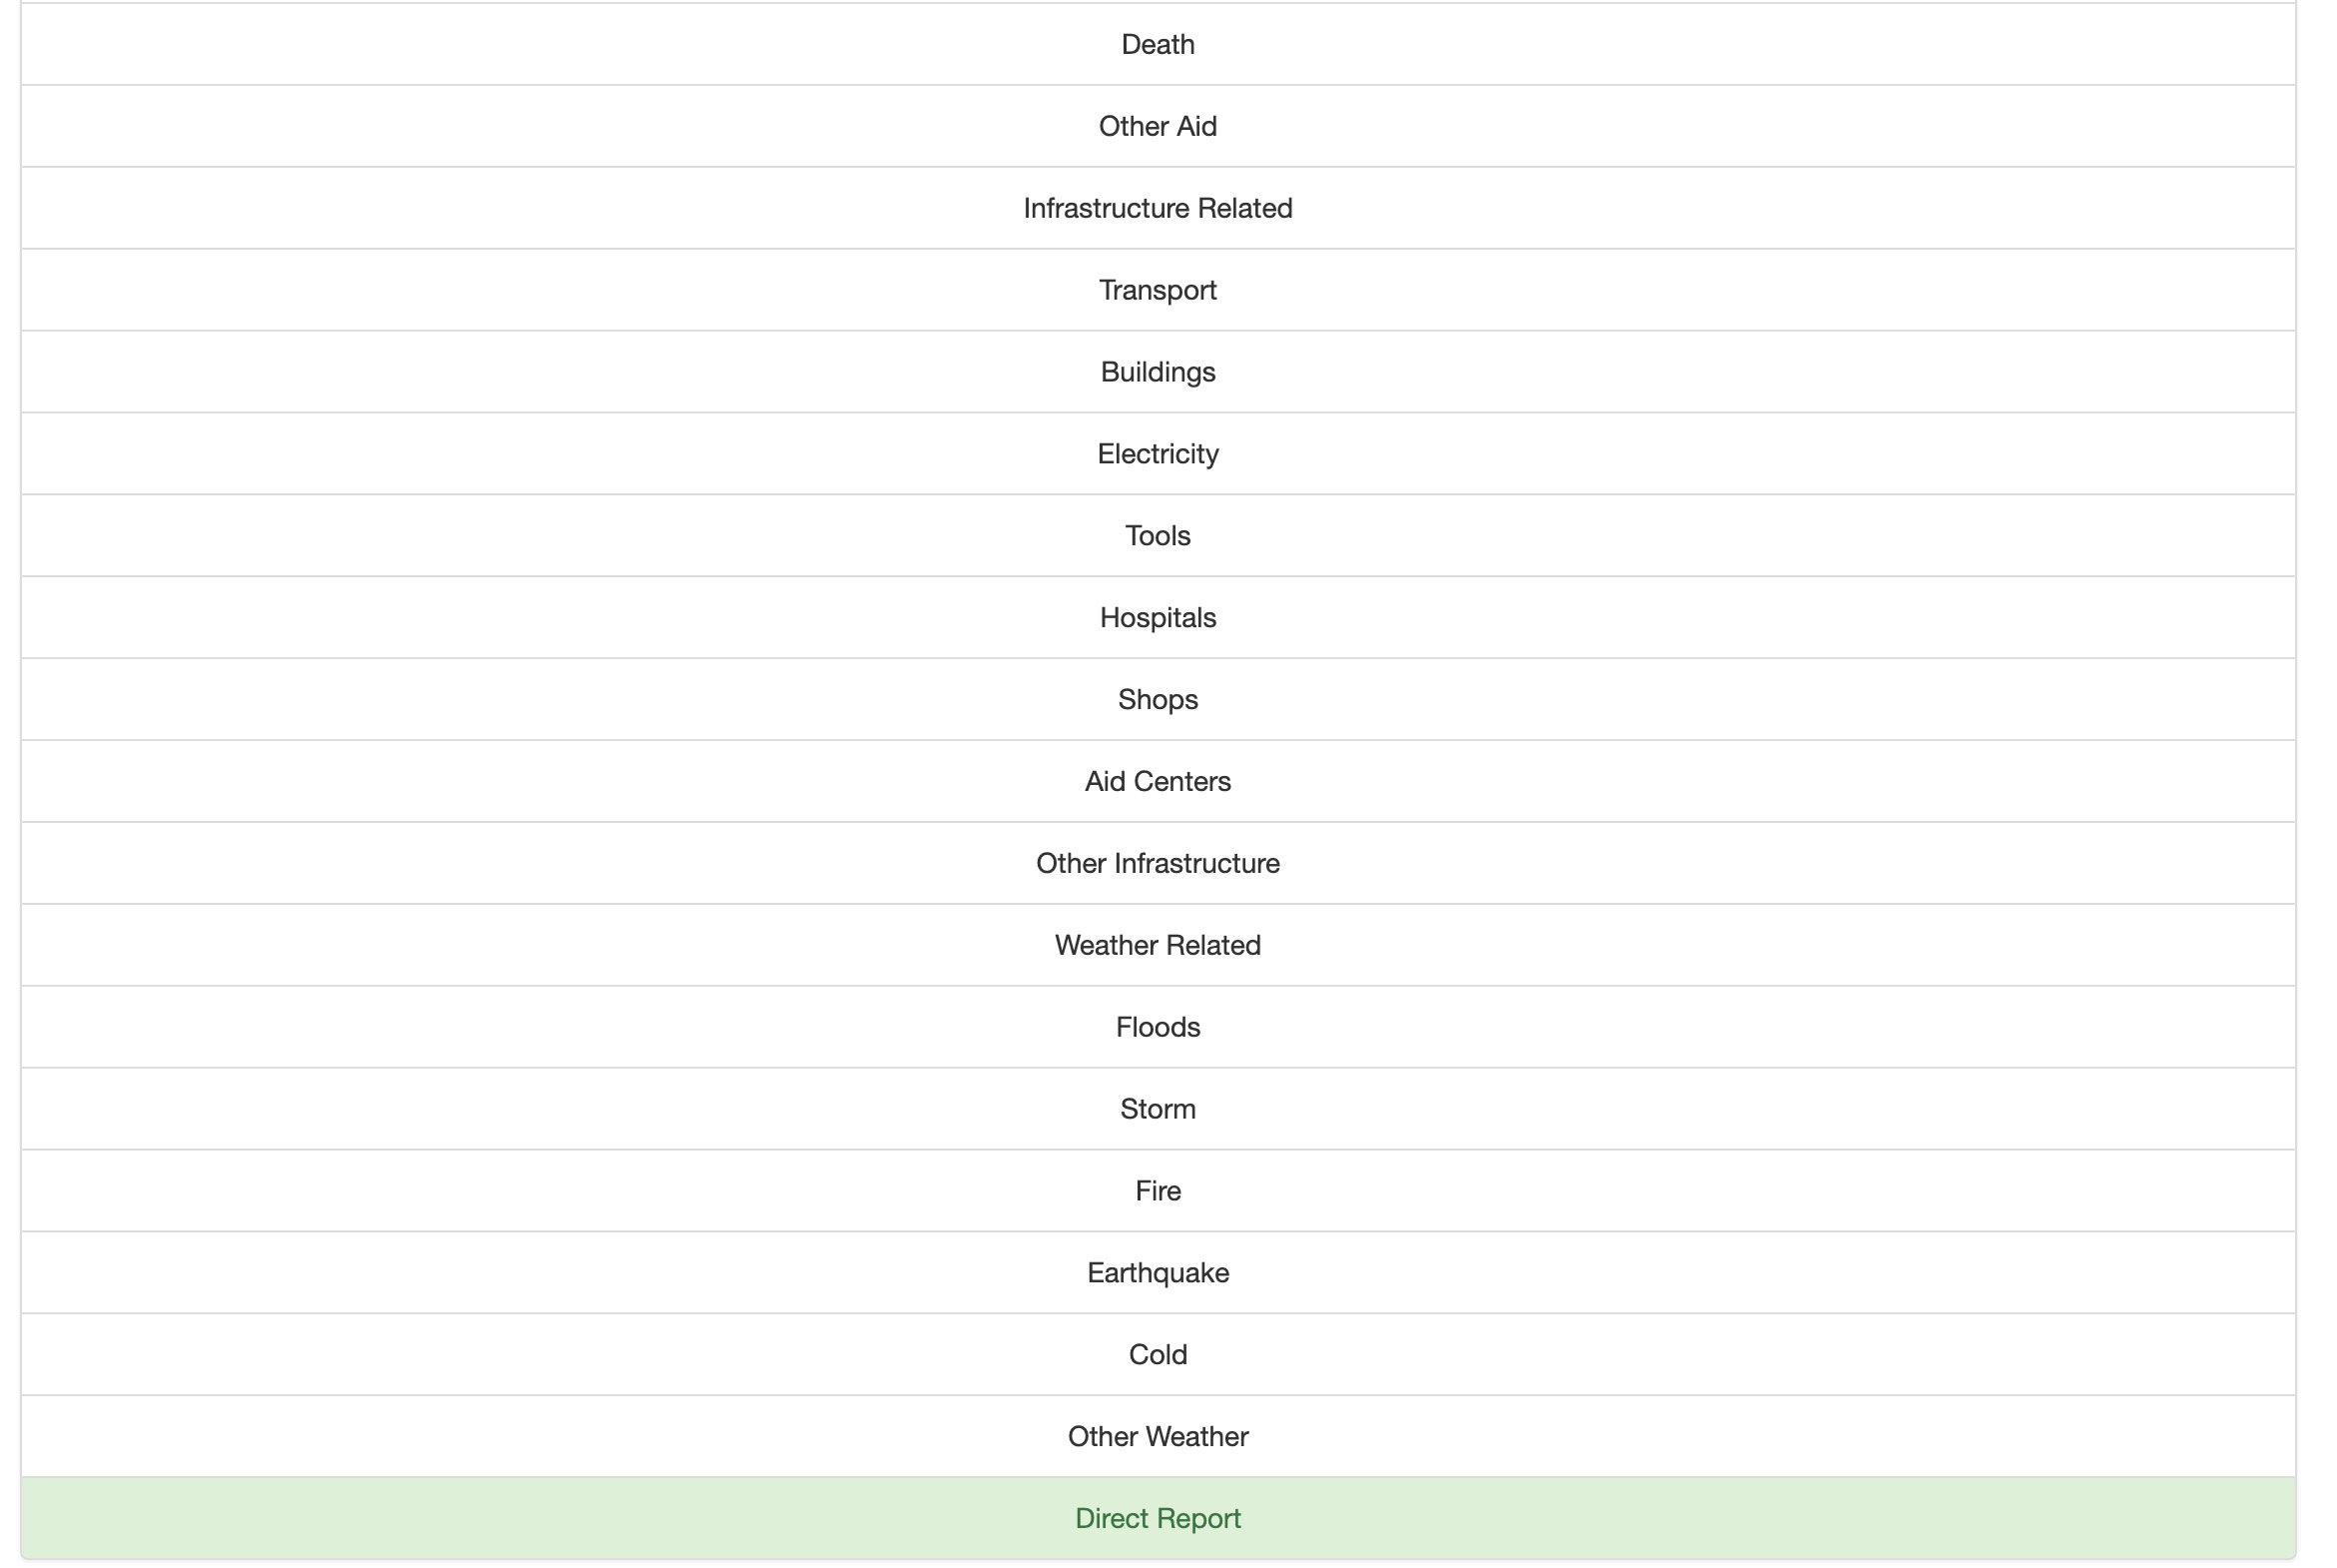 Death
Other Aid
Infrastructure Related
Transport
Buildings
Electricity
Tools
Hospitals
Shops
Aid Centers
Other Infrastructure
Weather Related
Floods
Storm
Fire
Earthquake
Cold
Other Weather
Direct Report